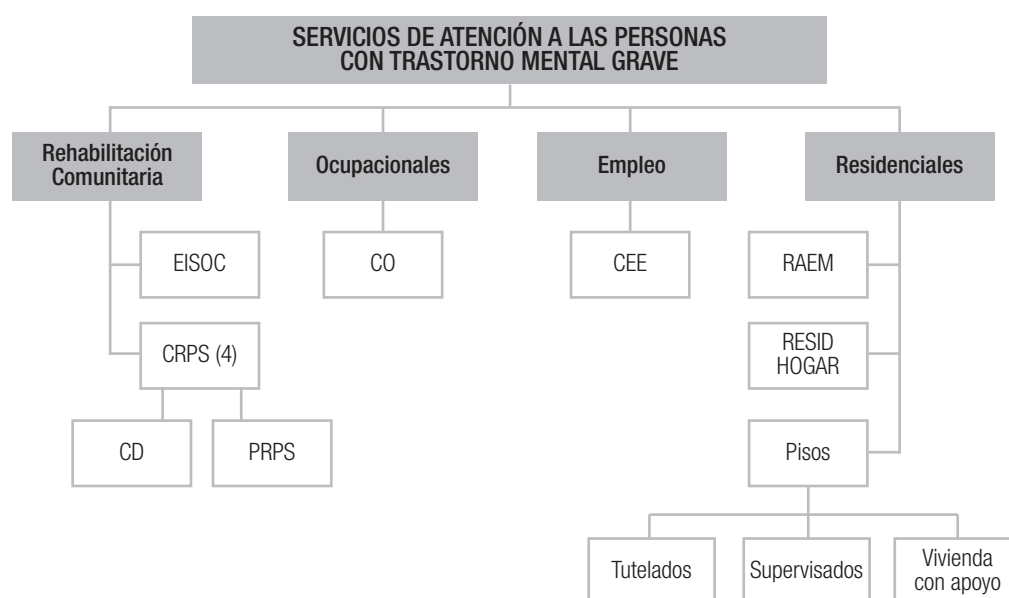 SERVICIOS DE ATENCIÓN A LAS PERSONAS
CON TRASTORNO MENTAL GRAVE
Rehabilitación
Comunitaria
Ocupacionales
Empleo
Residenciales
EISOC
CO
CEE
RAEM
CRPS (4)
RESID
HOGAR
CD
PRPS
Pisos
Tutelados
Supervisados
Vivienda
con apoyo